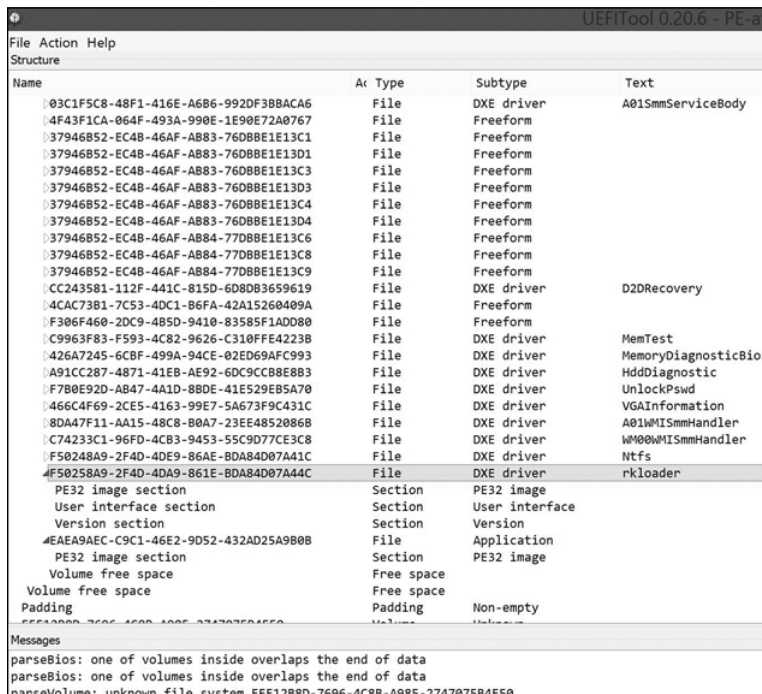 UEFITool 0.20.6 - PE-a
File Action Help
Structure
Name Ac Type Subtype Text
03C1F5C8-48F1-416E-A6B6-992DF3BBACA6 File DXE driver A01SmmServiceBody
4F43F1CA-064F-493A-990E-1E90E72A0767 File Freeform
37946B52-EC4B-46AF-AB83-76DBBE1E13C1 File Freeform
37946B52-EC4B-46AF-AB83-76DBBE1E13D1 File Freeform
37946B52-EC4B-46AF-AB83-76DBBE1E13C3 File Freeform
37946B52-EC4B-46AF-AB83-76DBBE1E13D3 File Freeform
37946B52-EC4B-46AF-AB83-76DBBE1E13C4 File Freeform
37946B52-EC4B-46AF-AB83-76DBBE1E13D4 File Freeform
37946B52-EC4B-46AF-AB84-77DBBE1E13C6 File Freeform
37946B52-EC4B-46AF-AB84-77DBBE1E13C8 File Freeform
37946B52-EC4B-46AF-AB84-77DBBE1E13C9 File Freeform
CC243581-112F-441C-815D-6D8DB3659619 File DXE driver D2DRecovery
4CAC73B1-7C53-4DC1-B6FA-42A15260409A File Freeform
F306F460-2DC9-4B5D-9410-83585F1ADD80 File Freeform
C9963F83-F593-4C82-9626-C310FFE4223B File DXE driver MemTest
426A7245-6CBF-499A-94CE-02ED69AFC993 File DXE driver MemoryDiagnosticBio
A91CC287-4871-41EB-AE92-6DC9CCB8E8B3 File DXE driver HddDiagnostic
F7B0E92D-AB47-4A1D-8BDE-41E529EB5A70 File DXE driver UnlockPswd
466C4F69-2CE5-4163-99E7-5A673F9C431C File DXE driver VGAInformation
8DA47F11-AA15-48C8-B0A7-23EE4852086B File DXE driver A01WMISmmHandler
C74233C1-96FD-4CB3-9453-55C9D77CE3C8 File DXE driver WM00WMISmmHandler
F50248A9-2F4D-4DE9-86AE-BDA84D07A41C File DXE driver Ntfs
F50258A9-2F4D-4DA9-861E-BDA84D07A44C File DXE driver rkloader
PE32 image section Section PE32 image
User interface section Section User interface
Version section Section Version
EAEA9AEC-C9C1-46E2-9D52-432AD25A9B0B File Application
PE32 image section Section PE32 image
Volume free space Free space
Volume free space Free space
Padding Padding Non-empty
Messages
parseBios: one of volumes inside overlaps the end of data
parseBios: one of volumes inside overlaps the end of data
parseVolume: unknown file system FFF12B8D-7696-4C8B-A985-2747075B4F50